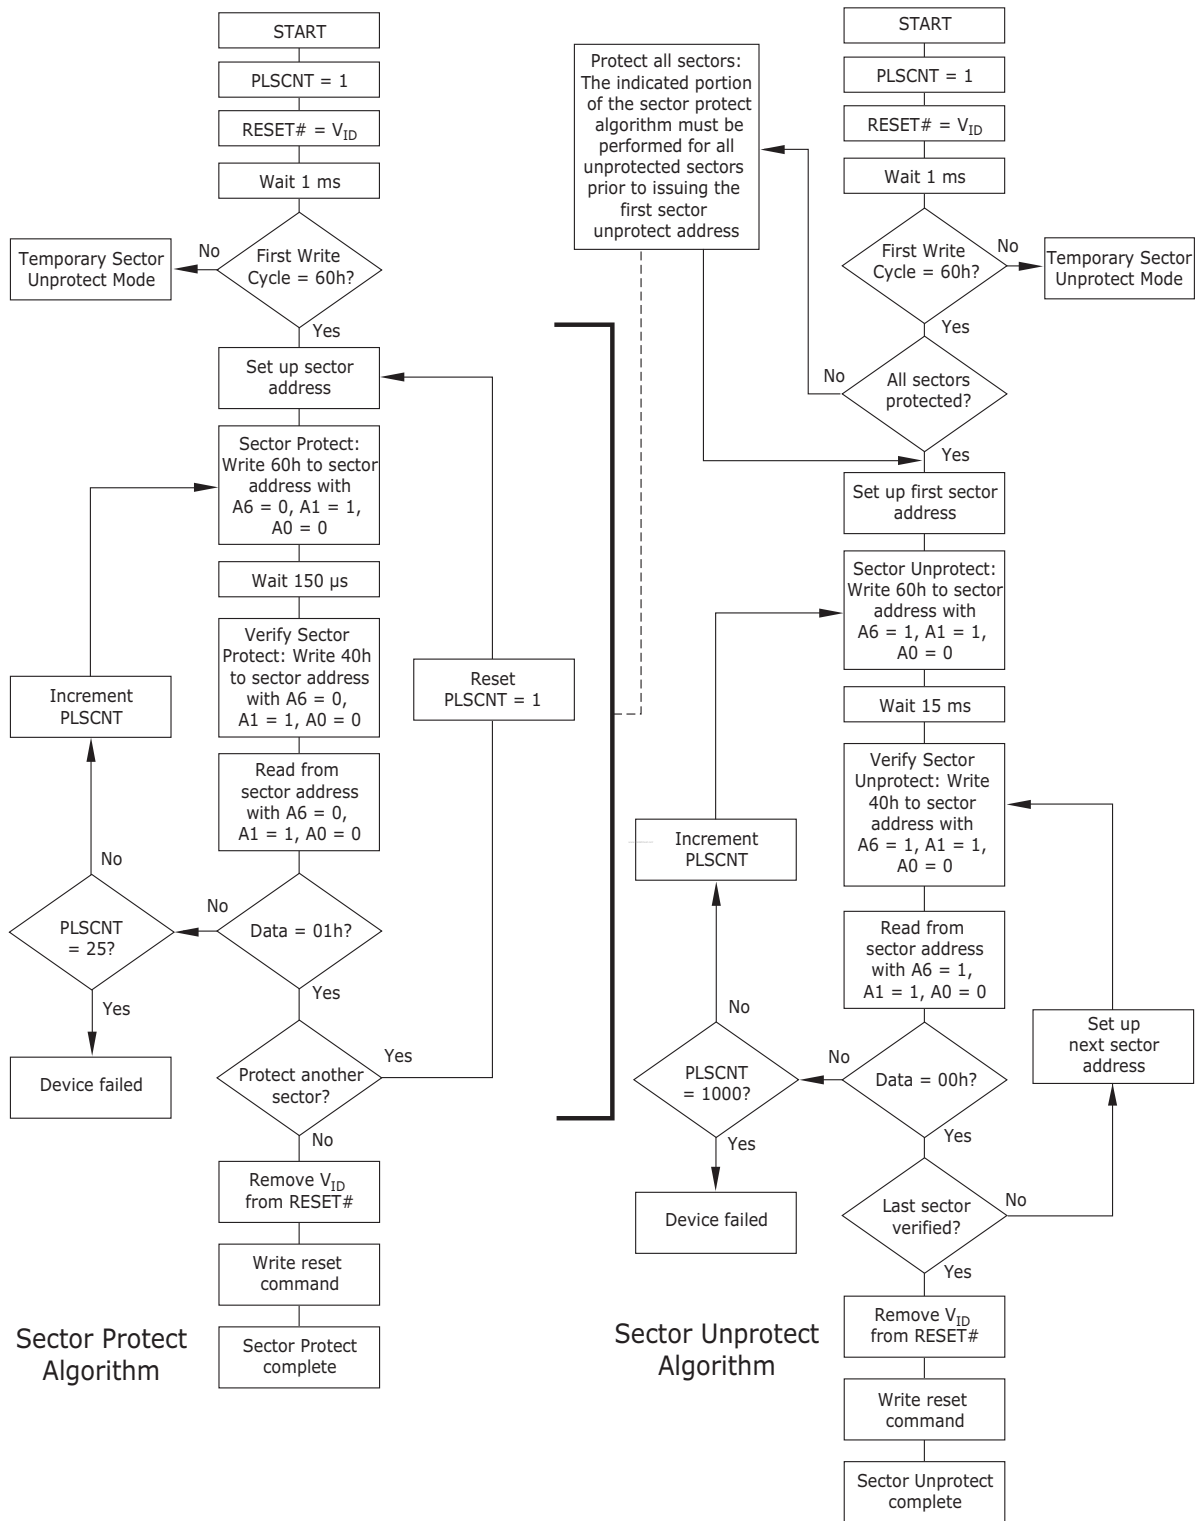 START
PLSCNT = 1
RESET# = VID
Wait 1 ms
First Write
Cycle = 60h?
No
Temporary Sector
Unprotect Mode
Yes
Set up sector
address
Sector Protect:
Write 60h to sector
address with
A6 = 0, A1 = 1,
A0 = 0
Wait 150 µs
Verify Sector
Protect: Write 40h
to sector address
with A6 = 0,
A1 = 1, A0 = 0
Reset
PLSCNT = 1
Increment
PLSCNT
Read from
sector address
with A6 = 0,
A1 = 1, A0 = 0
No
No
PLSCNT
= 25?
Data = 01h?
Yes
Yes
Device failed
Protect another
sector?
Yes
No
Remove VID
from RESET#
Write reset
command
Sector Protect
complete
Sector Protect
Algorithm
START
Protect all sectors:
The indicated portion
of the sector protect
algorithm must be
performed for all
unprotected sectors
prior to issuing the
first sector
unprotect address
PLSCNT = 1
RESET# = VID
Wait 1 ms
First Write
Cycle = 60h?
No
Temporary Sector
Unprotect Mode
Yes
No
All sectors
protected?
Yes
Set up first sector
address
Sector Unprotect:
Write 60h to sector
address with
A6 = 1, A1 = 1,
A0 = 0
Wait 15 ms
Verify Sector
Unprotect: Write
40h to sector
address with
A6 = 1, A1 = 1,
A0 = 0
Increment
PLSCNT
Read from
sector address
with A6 = 1,
A1 = 1, A0 = 0
No
No
PLSCNT
= 1000?
Data = 00h?
Set up
next sector
address
Yes
Yes
Device failed
Last sector
verified?
No
Yes
Remove VID
from RESET#
Write reset
command
Sector Unprotect
complete
Sector Unprotect
Algorithm